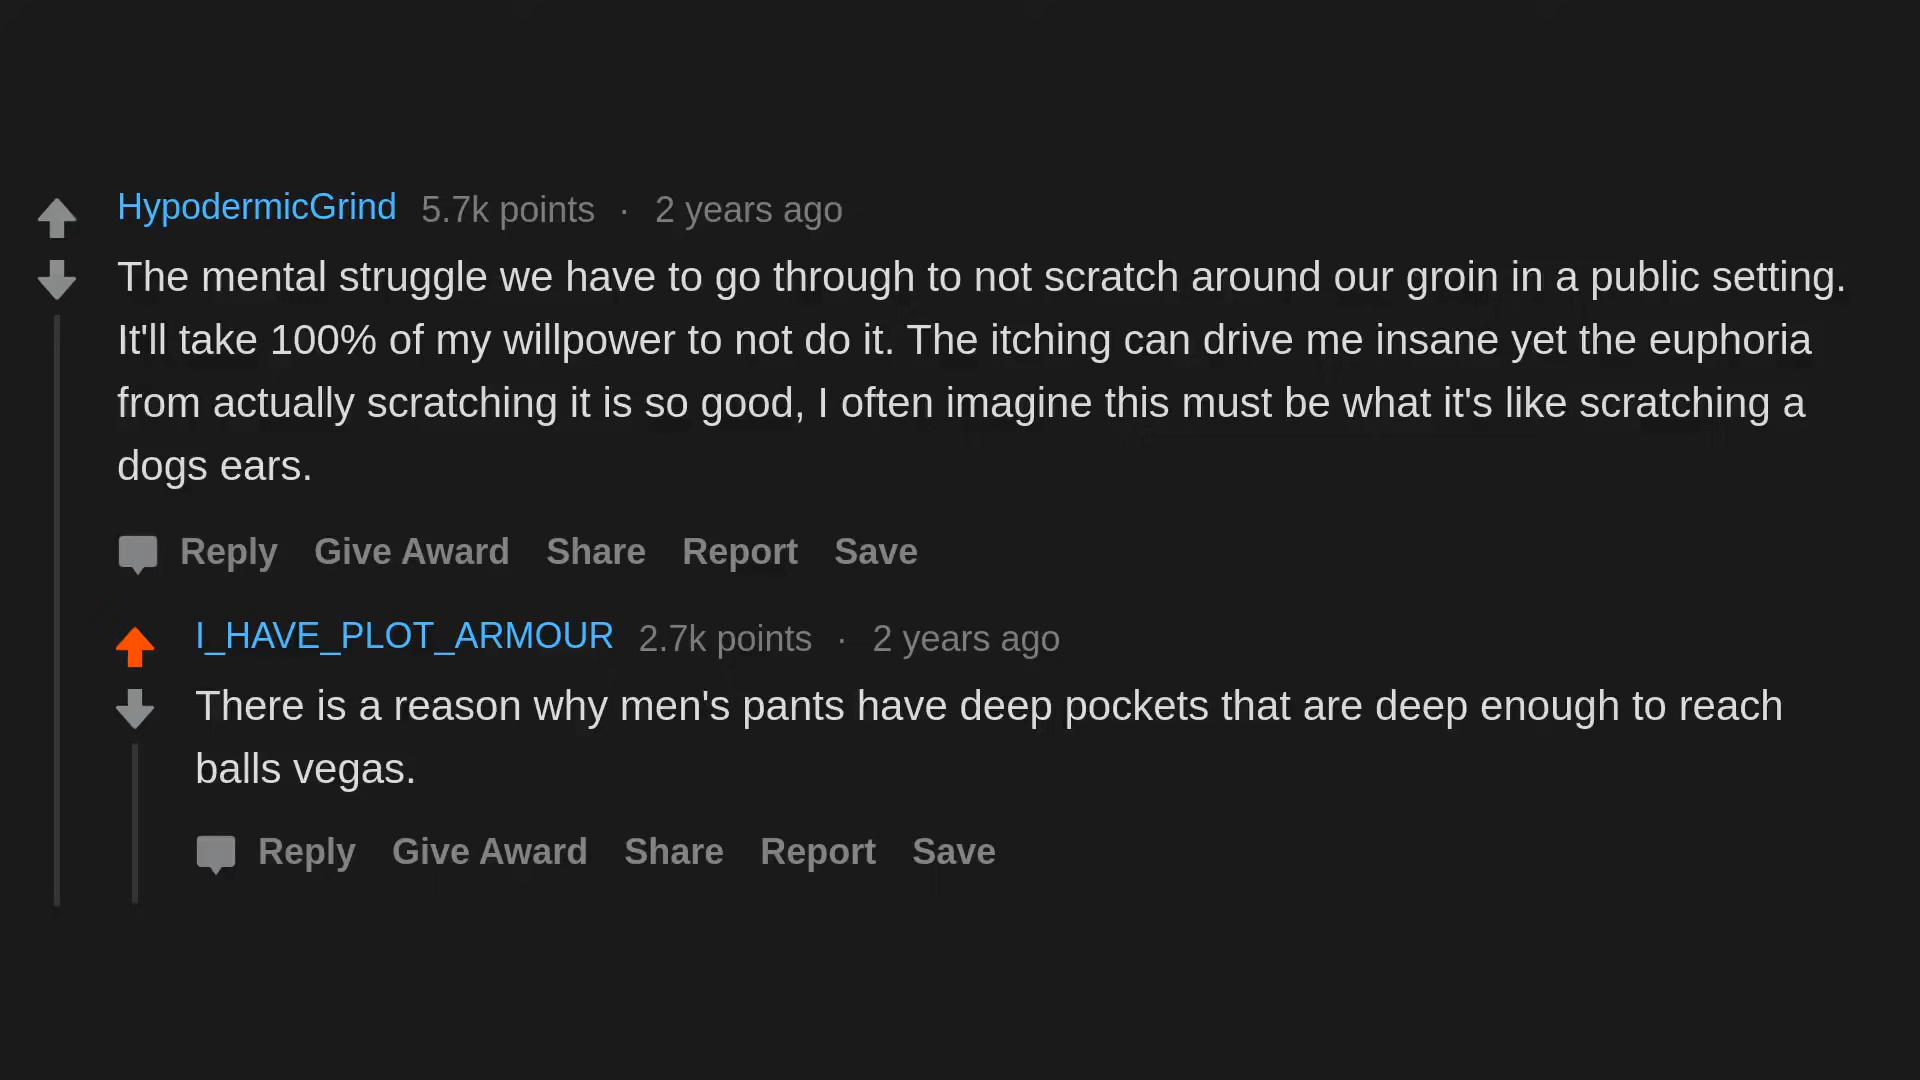 HypodermicGrind 5.7k points · 2 years ago
The mental struggle we have to go through to not scratch around our groin in a public setting.
It'll take 100% of my willpower to not do it. The itching can drive me insane yet the euphoria
from actually scratching it is so good, I often imagine this must be what it's like scratching a
dogs ears.
Reply Give Award Share Report Save
I_HAVE_PLOT_ARMOUR 2.7k points · 2 years ago
There is a reason why men's pants have deep pockets that are deep enough to reach
balls vegas.
Reply Give Award Share Report Save